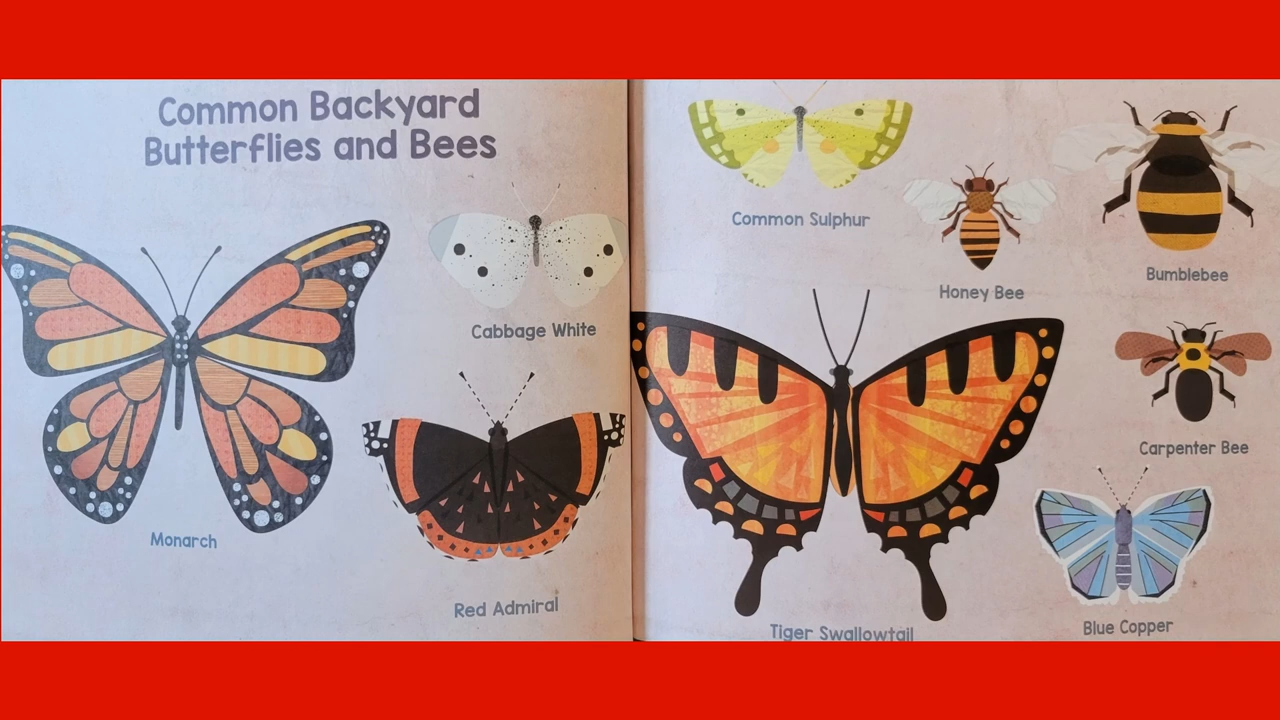 Common Backyard
Butterflies and Bees
Cabbage White
Monarch
Red Admiral
Common Sulphur
Honey Bee
Bumblebee
Carpenter Bee
Tiger Swallowtail
Blue Copper